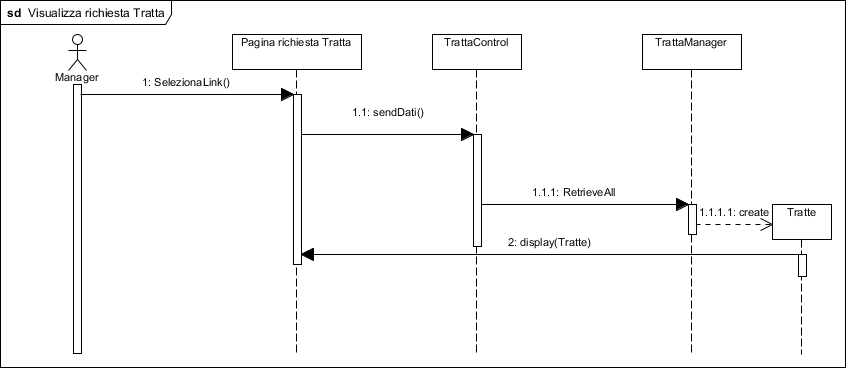 sd Visualizza richiesta Tratta
Pagina richiesta Tratta
TrattaControl
TrattaManager
Manager
1: SelezionaLink()
1.1: sendDati()
1.1.1: RetrieveAll
1.1.1.1: create
Tratte
2: display(Tratte)